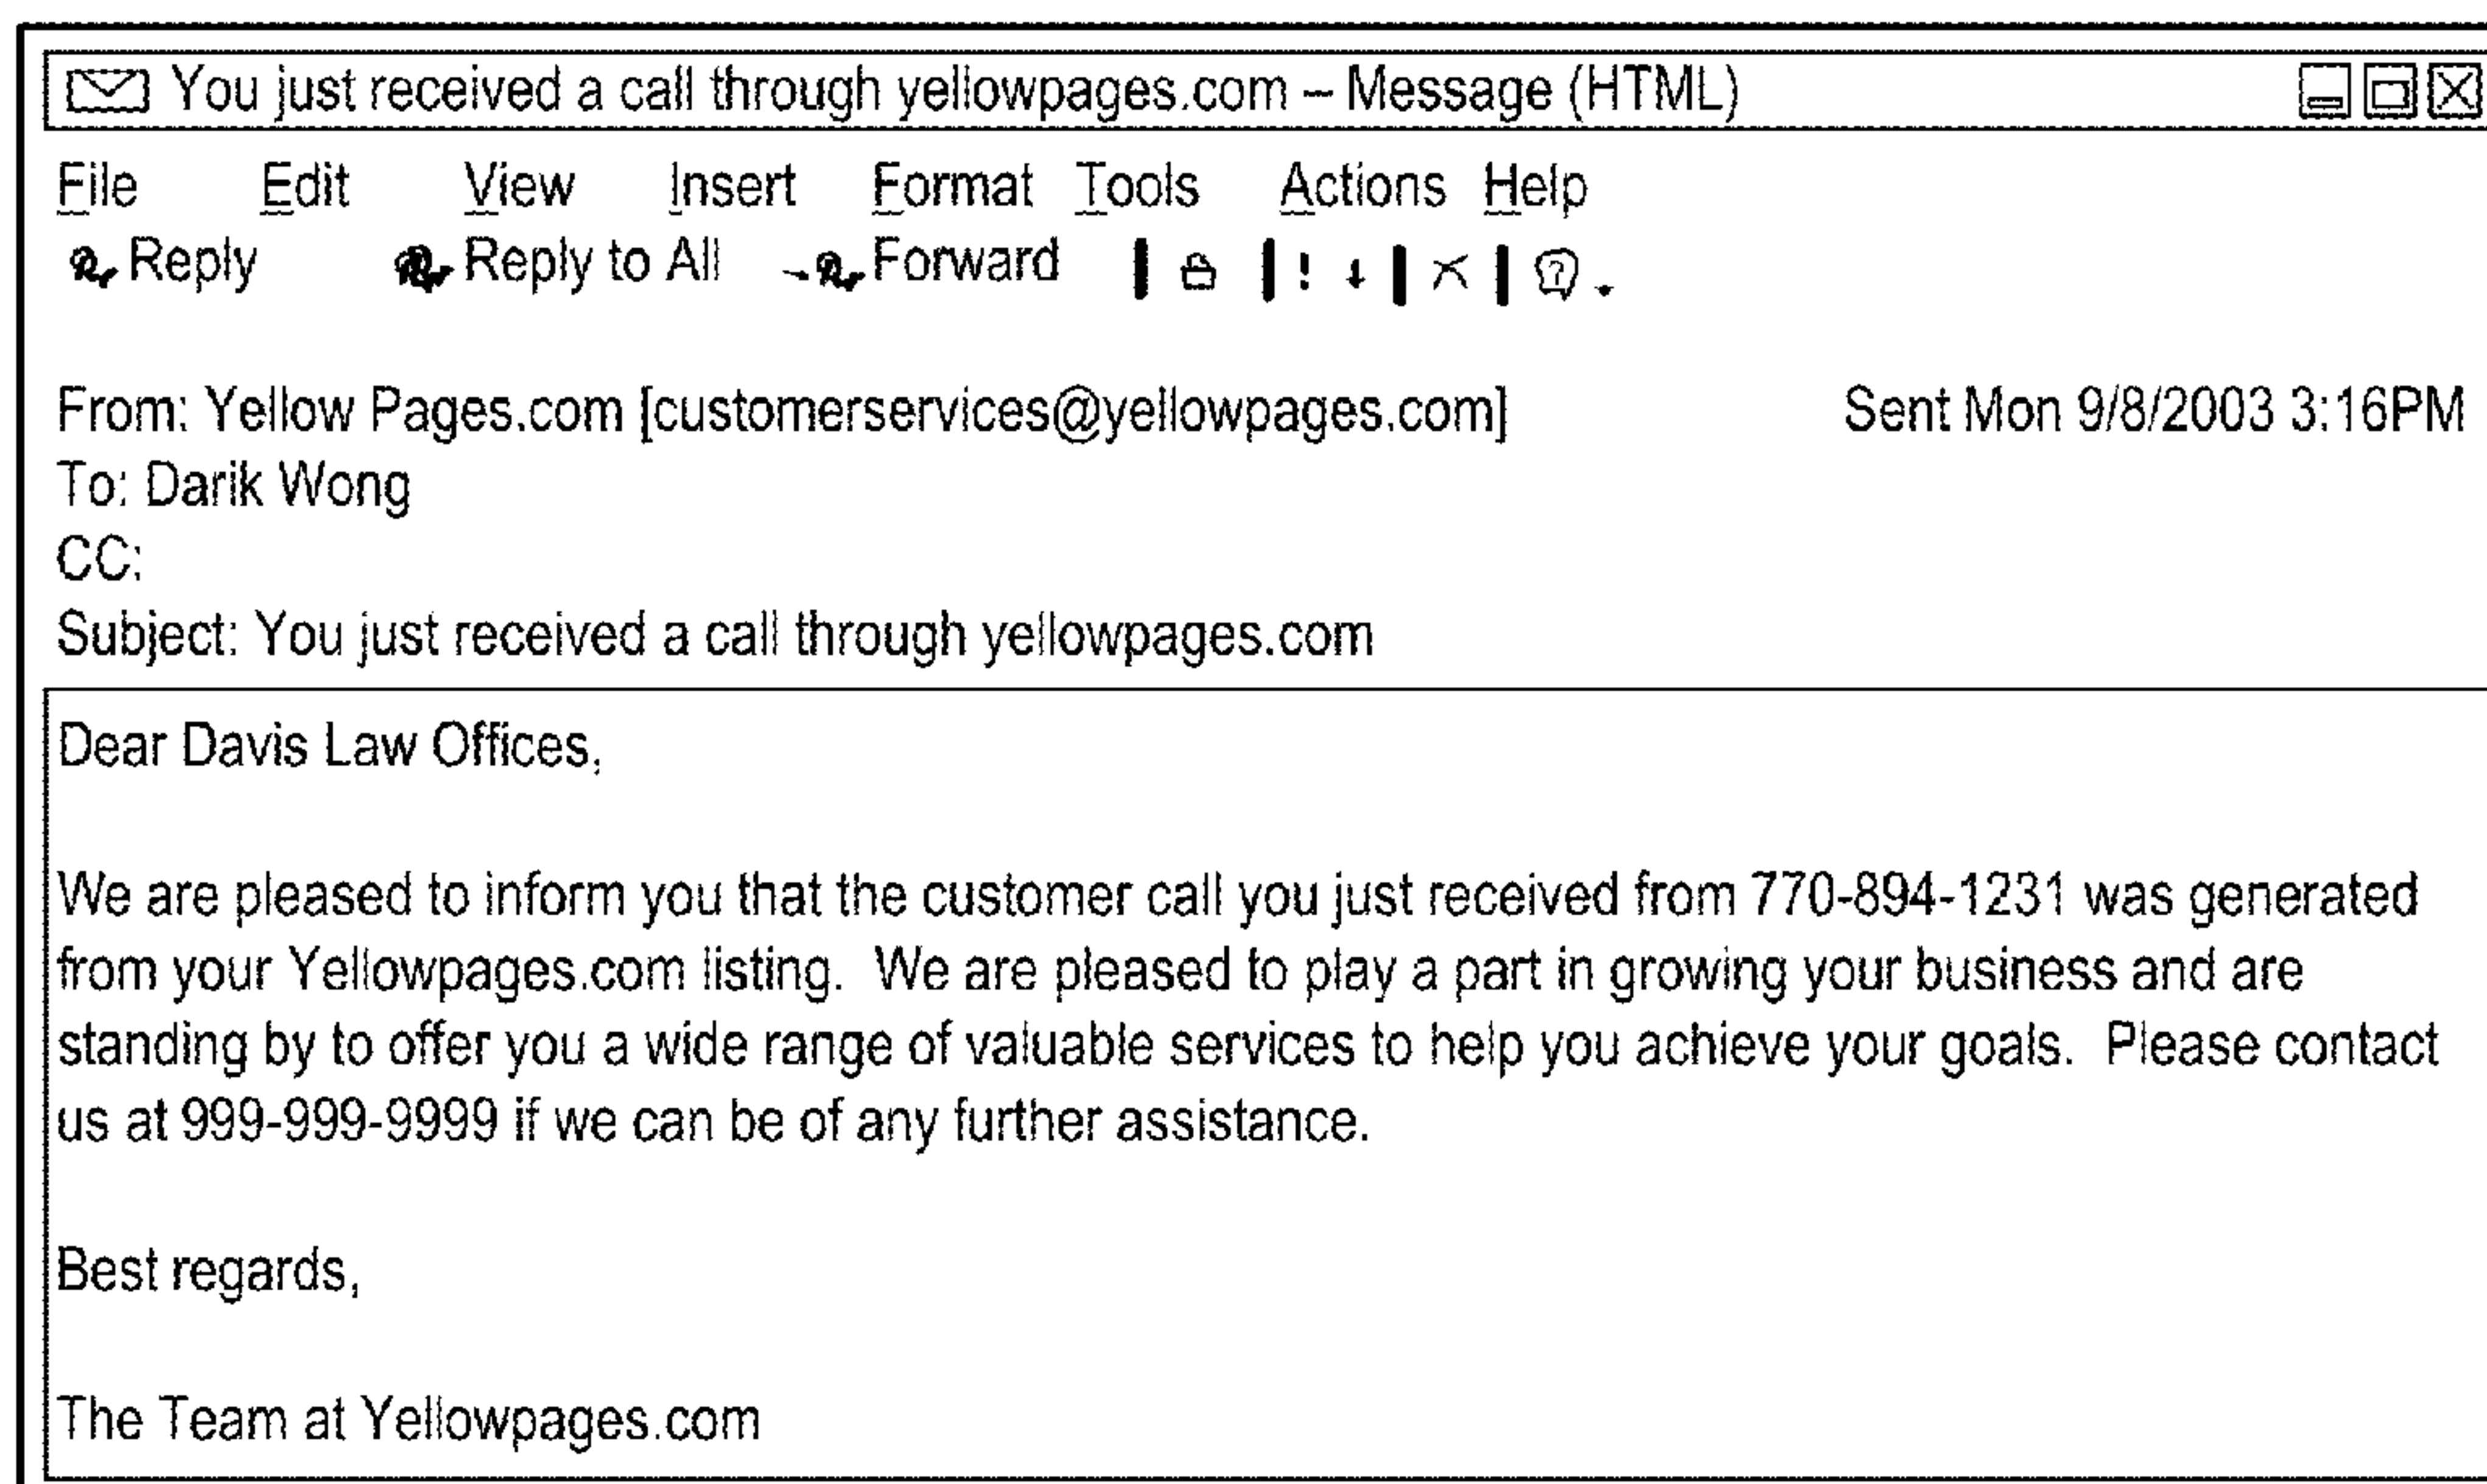 You just received a call through yellowpages.com – Message (HTML)
File Edit View Insert Format Tools Actions Help
Reply Reply to All Forward
From: Yellow Pages.com [customerservices@yellowpages.com] Sent Mon 9/8/2003 3:16PM
To: Darik Wong
CC:
Subject: You just received a call through yellowpages.com
Dear Davis Law Offices,
We are pleased to inform you that the customer call you just received from 770-894-1231 was generated
from your Yellowpages.com listing. We are pleased to play a part in growing your business and are
standing by to offer you a wide range of valuable services to help you achieve your goals. Please contact
us at 999-999-9999 if we can be of any further assistance.
Best regards,
The Team at Yellowpages.com